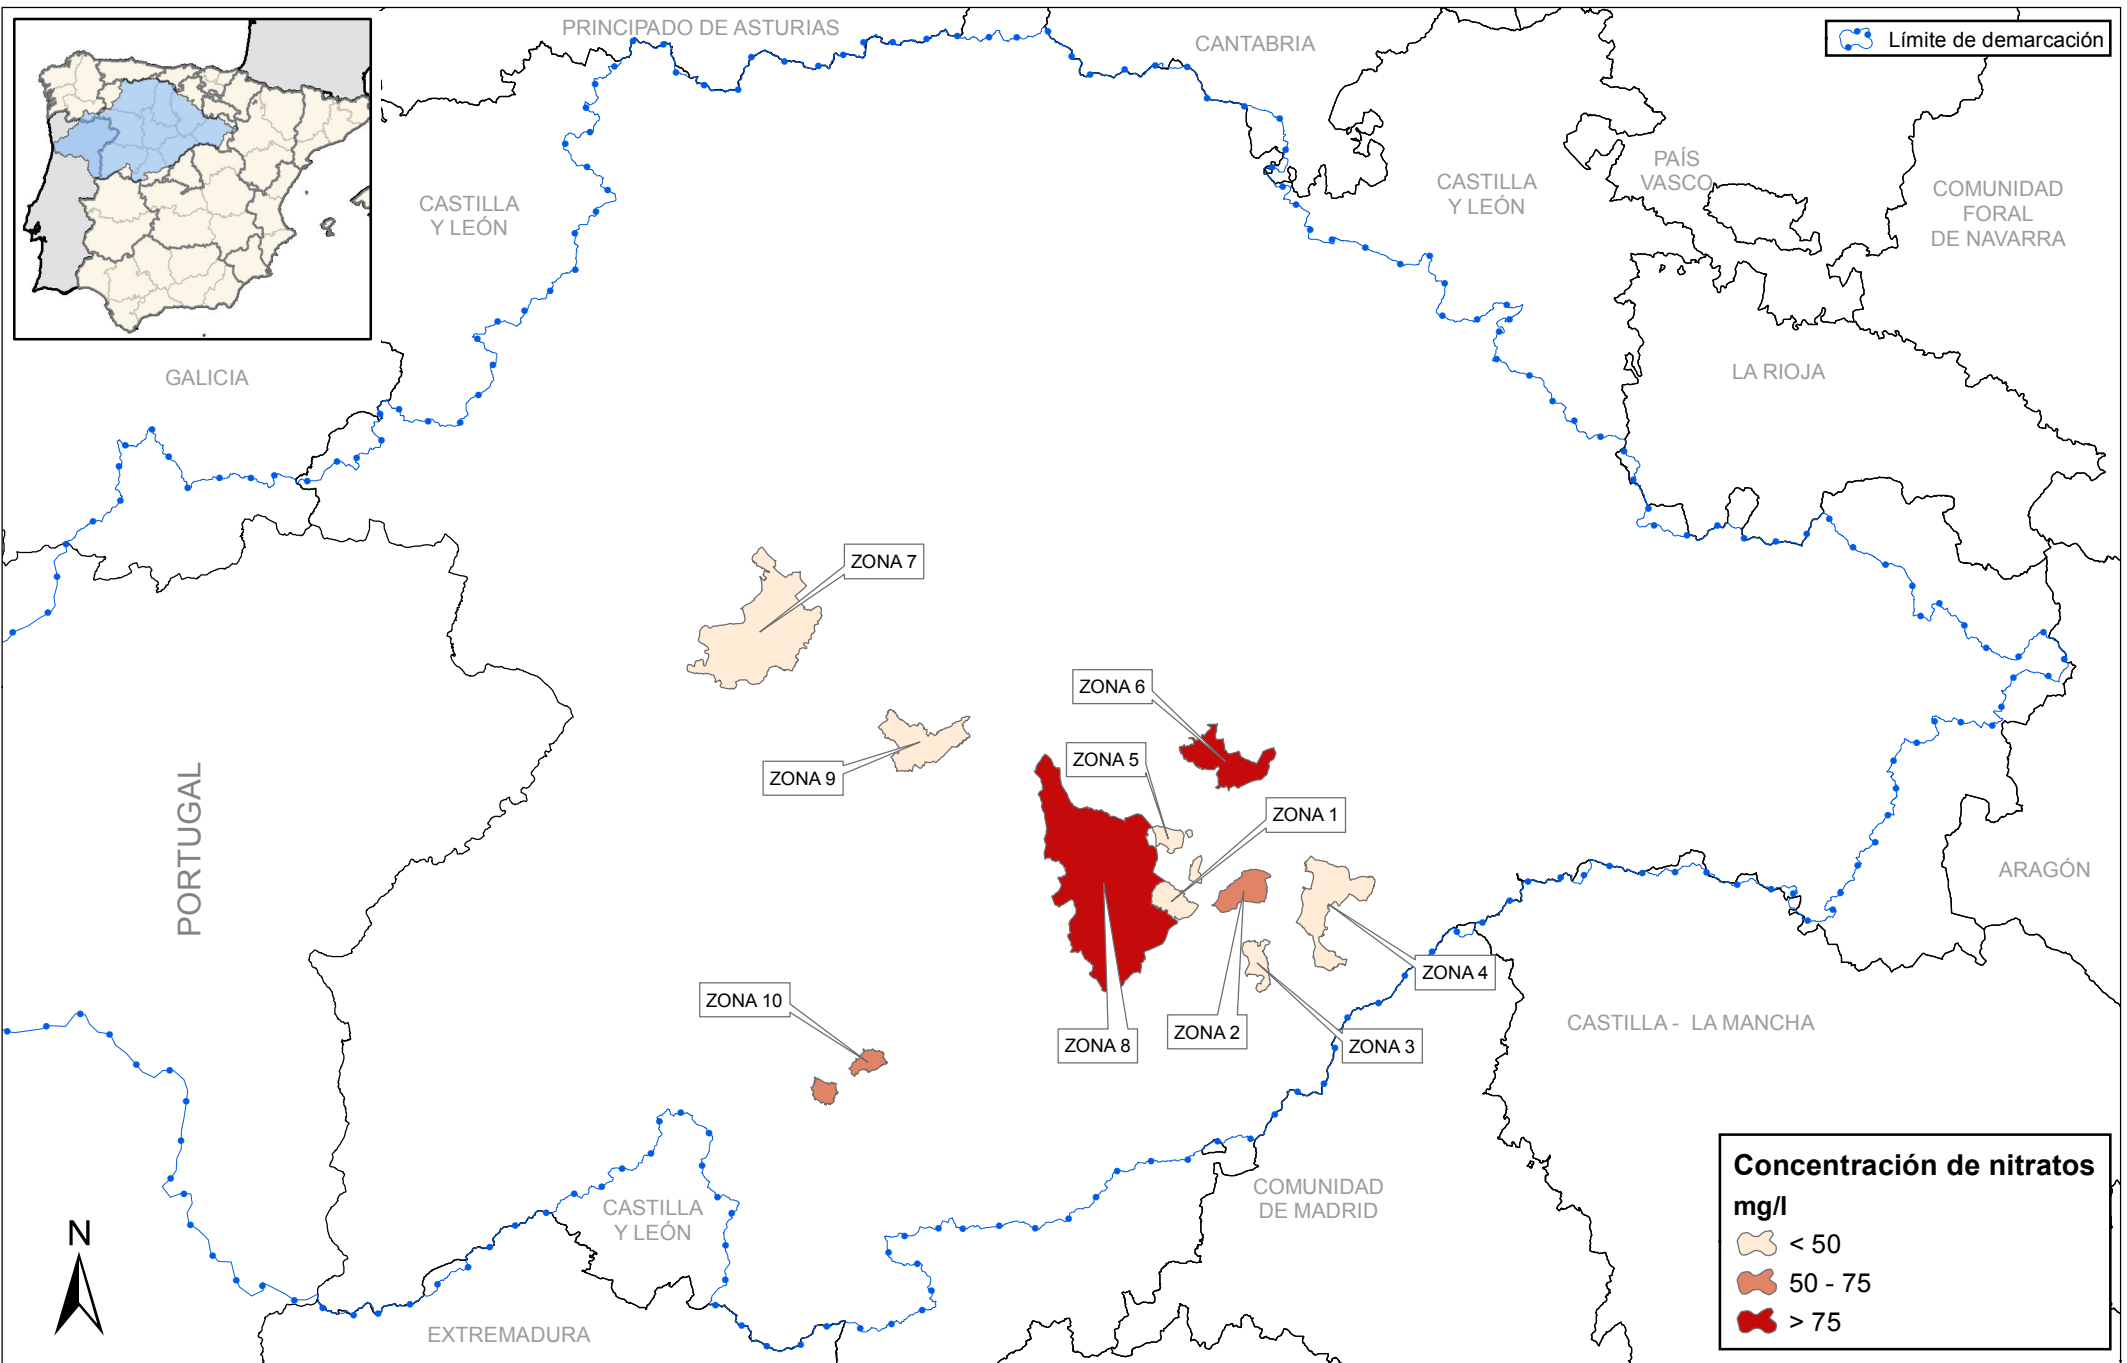 PRINCIPADO DE ASTURIAS
CANTABRIA
Límite de demarcación
CASTILLA
Y LEÓN
CASTILLA
Y LEÓN
PAÍS
VASCO
COMUNIDAD
FORAL
DE NAVARRA
GALICIA
LA RIOJA
ZONA 7
ZONA 6
ZONA 5
ZONA 9
ZONA 1
PORTUGAL
ARAGÓN
ZONA 4
ZONA 10
ZONA 2
ZONA 8
ZONA 3
CASTILLA - LA MANCHA
CASTILLA
Y LEÓN
COMUNIDAD
DE MADRID
EXTREMADURA
N
Concentración de nitratos
mg/l
< 50
50 - 75
> 75